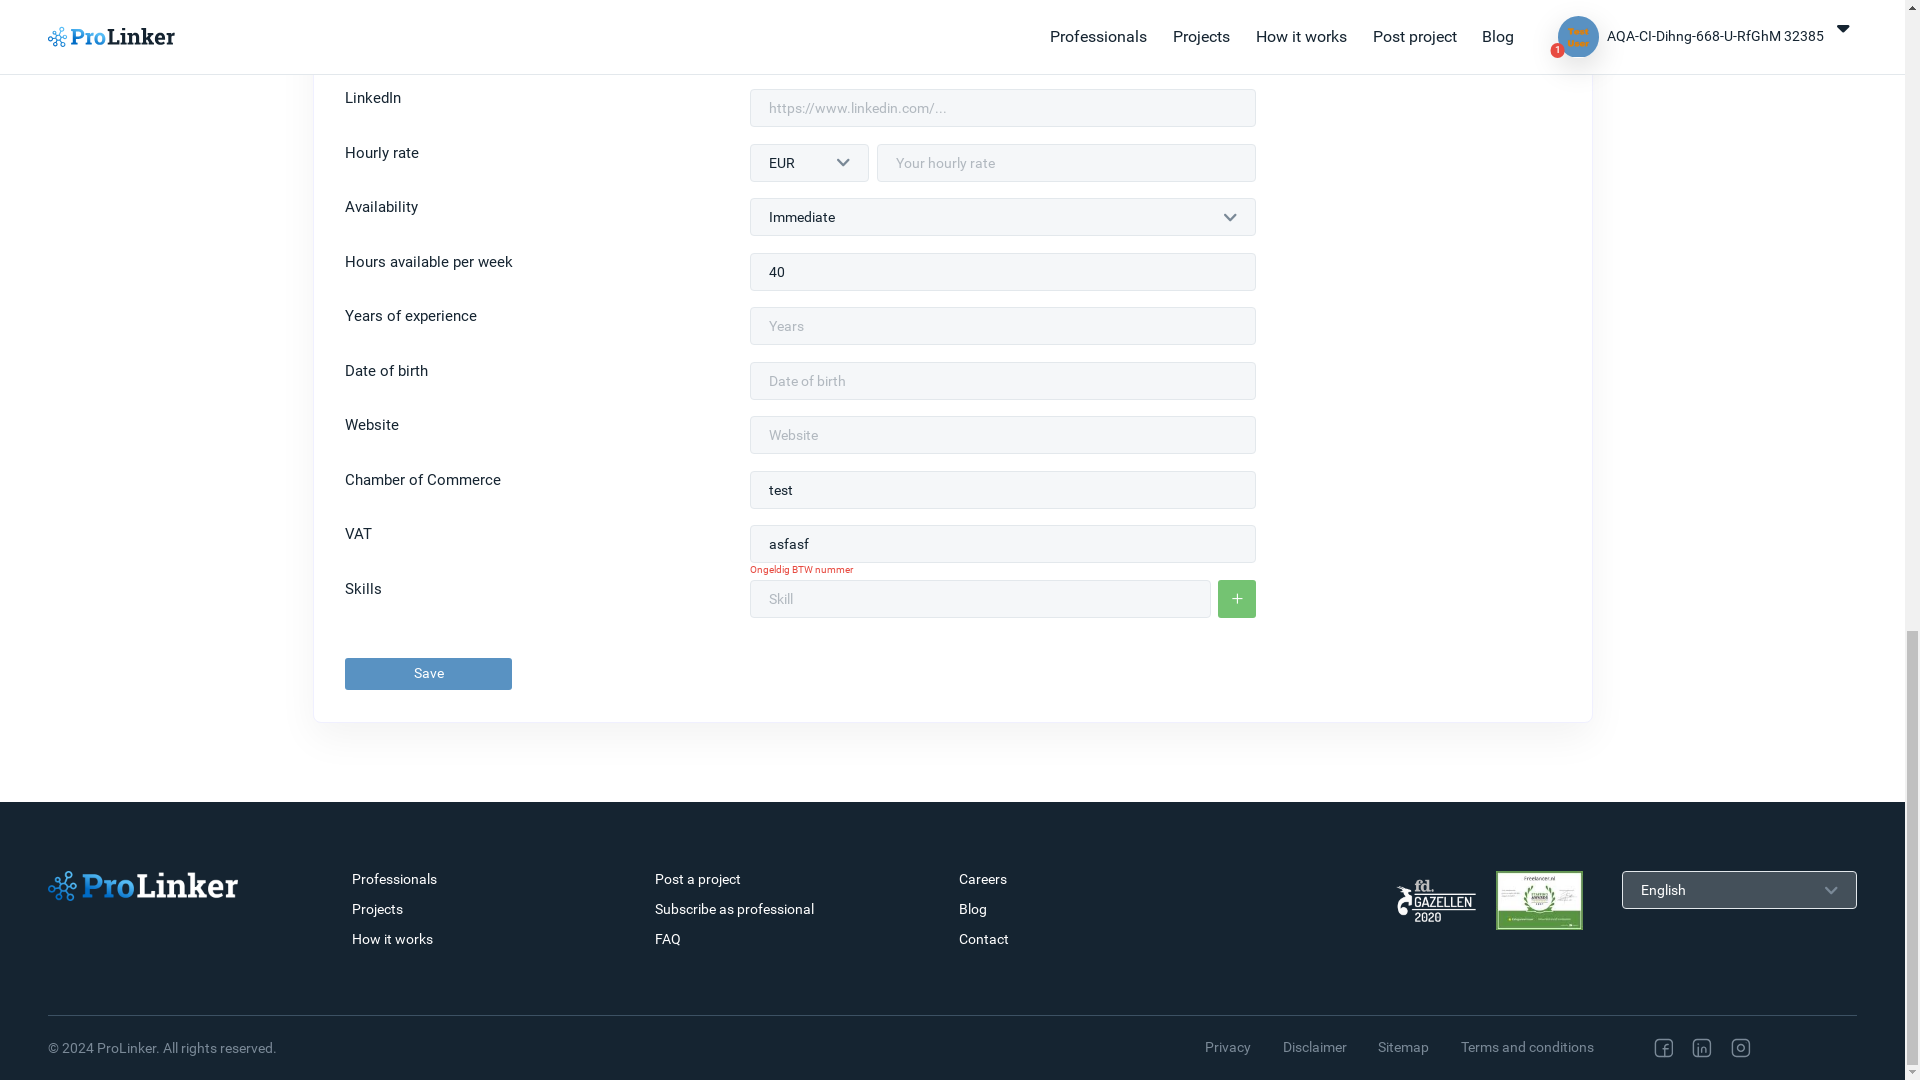 ProLinker
Professionals
Projects
How it works
Post project
Blog
Test
User
1
AQA-CI-Dihng-668-U-RfGhM 32385
LinkedIn
https://www.linkedin.com/...
Hourly rate
EUR
Your hourly rate
Availability
Immediate
Hours available per week
40
Years of experience
Years
Date of birth
Date of birth
Website
Website
Chamber of Commerce
test
VAT
asfasf
Ongeldig BTW nummer
Skills
Skill
+
Save
ProLinker
Professionals
Projects
How it works
Post a project
Subscribe as professional
FAQ
Careers
Blog
Contact
fd.
GAZELLEN
2020
Freelancer.nl
English
© 2024 ProLinker. All rights reserved.
Privacy
Disclaimer
Sitemap
Terms and conditions